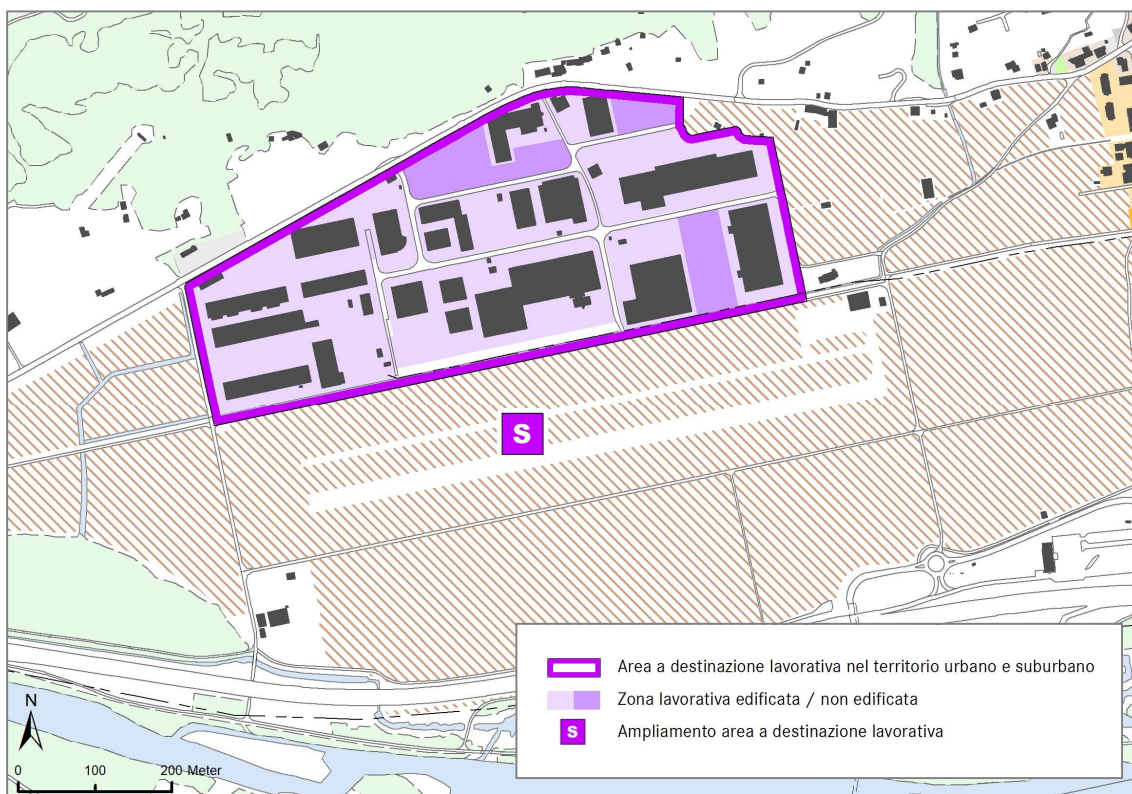 S
Area a destinazione lavorativa nel territorio urbano e suburbano
Zona lavorativa edificata / non edificata
S Ampliamento area a destinazione lavorativa
N
0 100 200 Meter